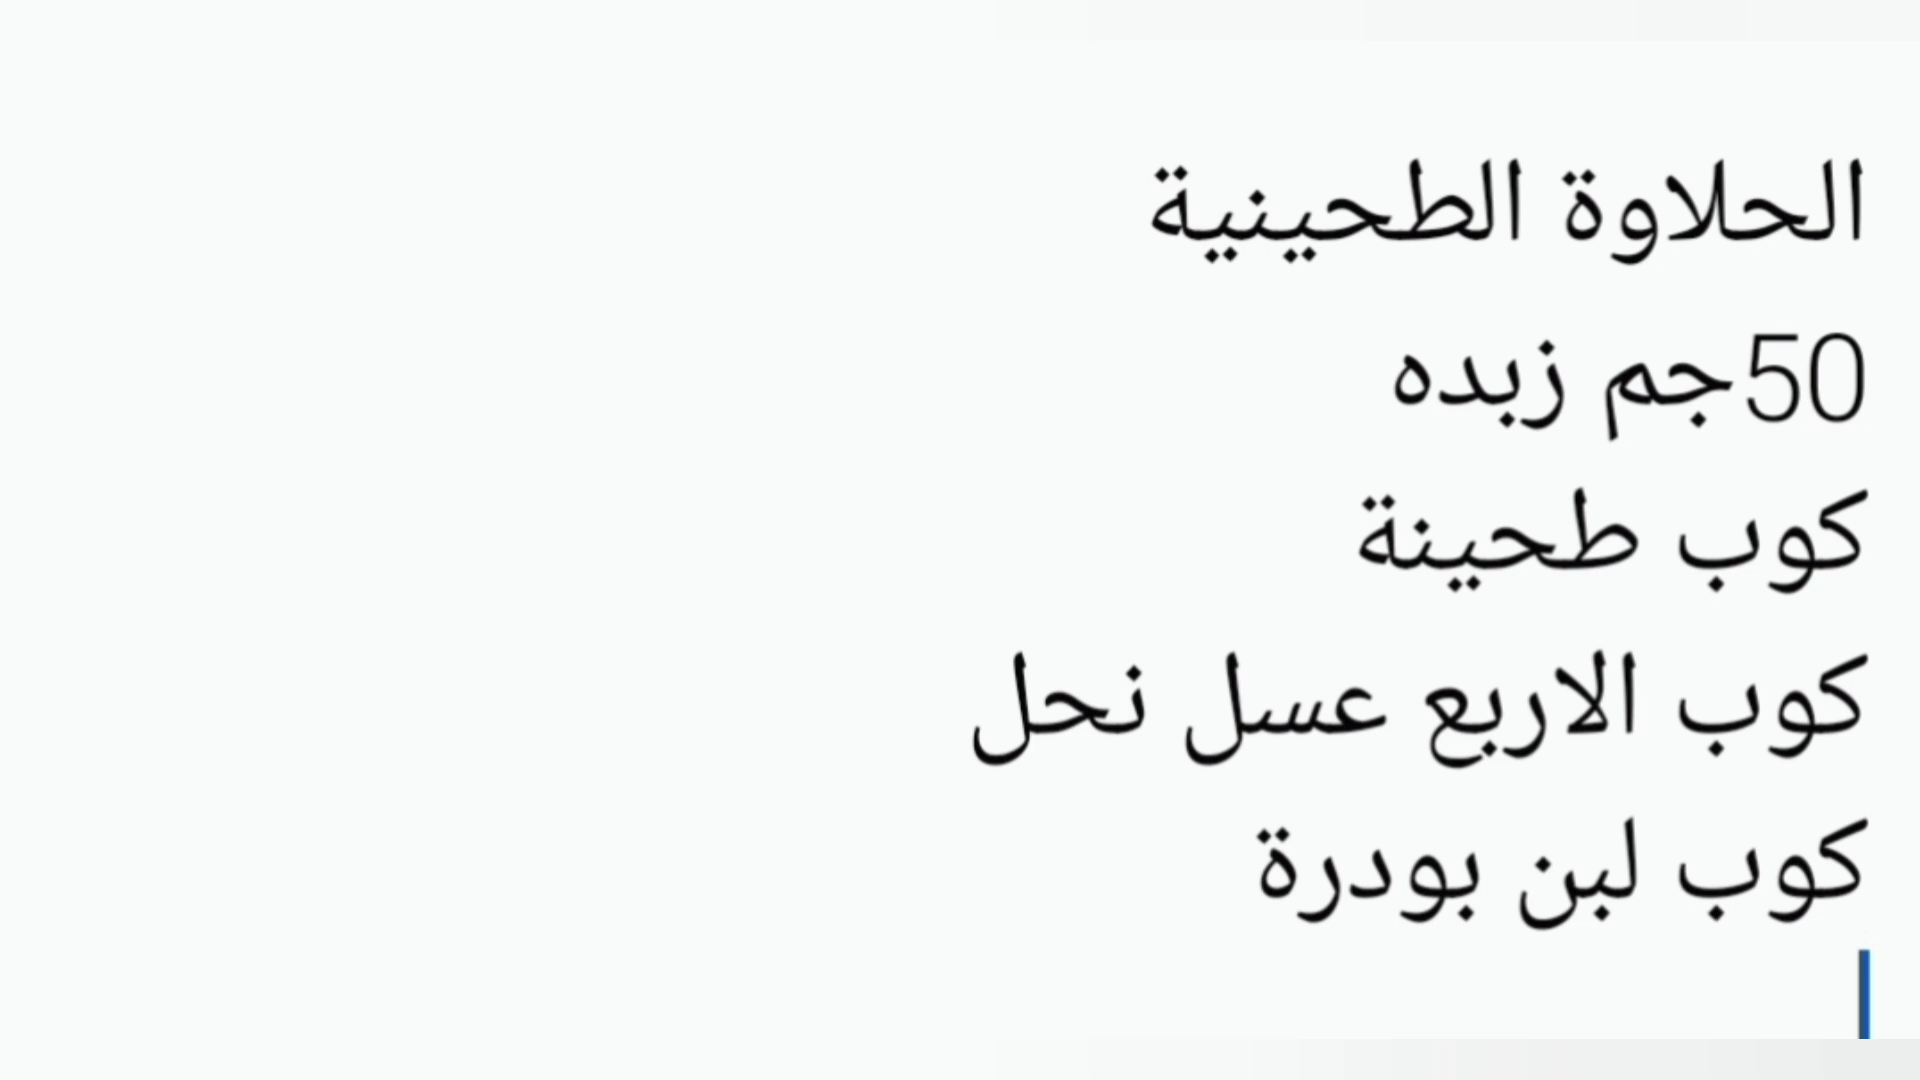 الحلاوة الطحينية
50جم زبده
كوب طحينة
كوب الاربع عسل نحل
كوب لبن بودرة